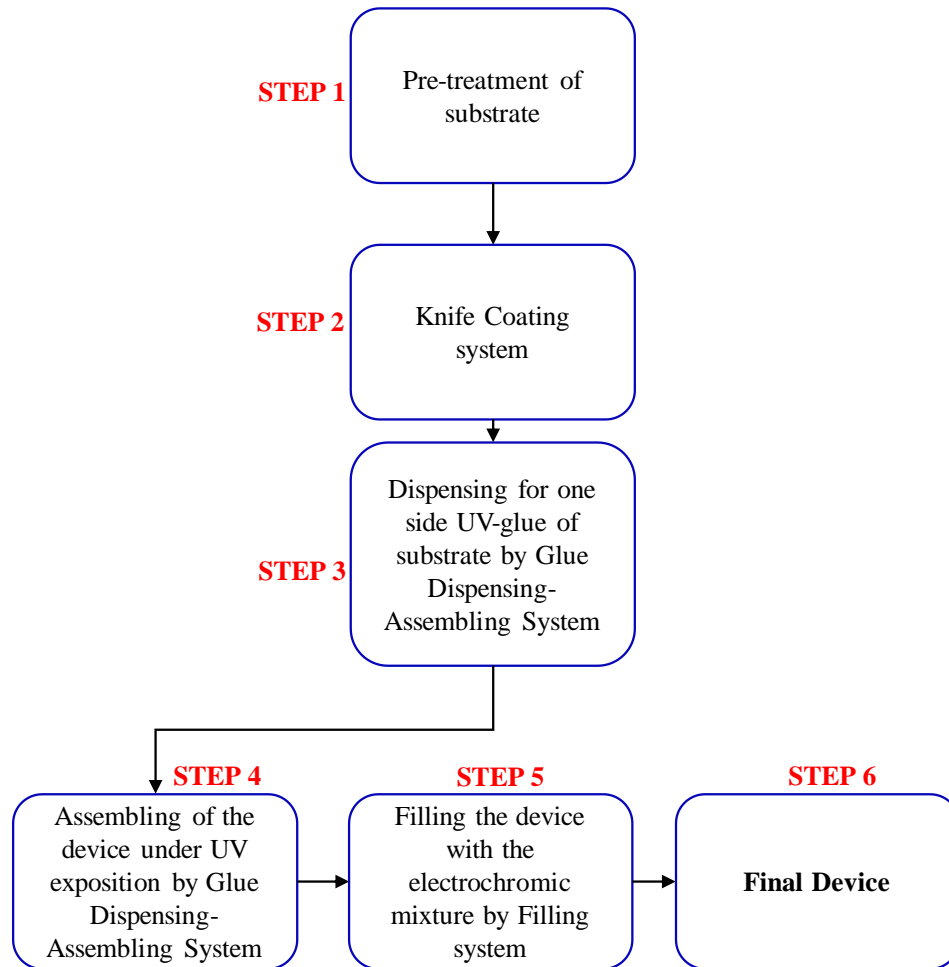 STEP 1
Pre-treatment of
substrate
STEP 2
Knife Coating
system
STEP 3
Dispensing for one
side UV-glue of
substrate by Glue
Dispensing-
Assembling System
STEP 4
Assembling of the
device under UV
exposition by Glue
Dispensing-
Assembling System
STEP 5
Filling the device
with the
electrochromic
mixture by Filling
system
STEP 6
Final Device